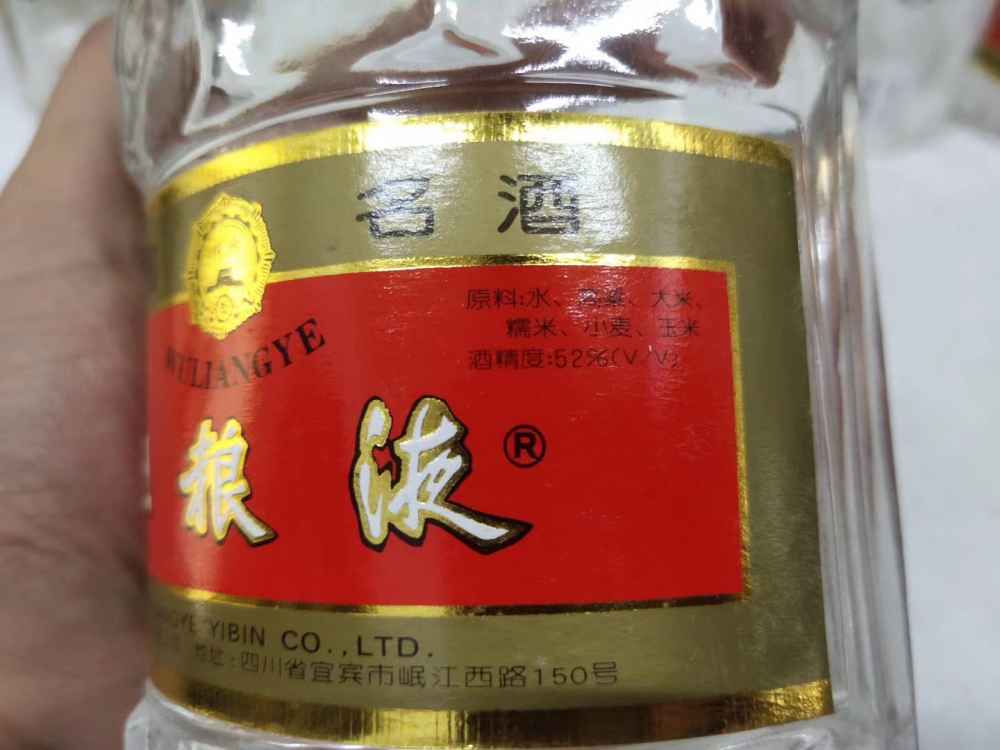 名 酒
原料:水、高粱、大米、
糯米、小麦、玉米
酒精度:52%(V/V)
WULIANGYE
粮液®
YIBIN CO.,LTD.
地址:四川省宜宾市岷江西路150号